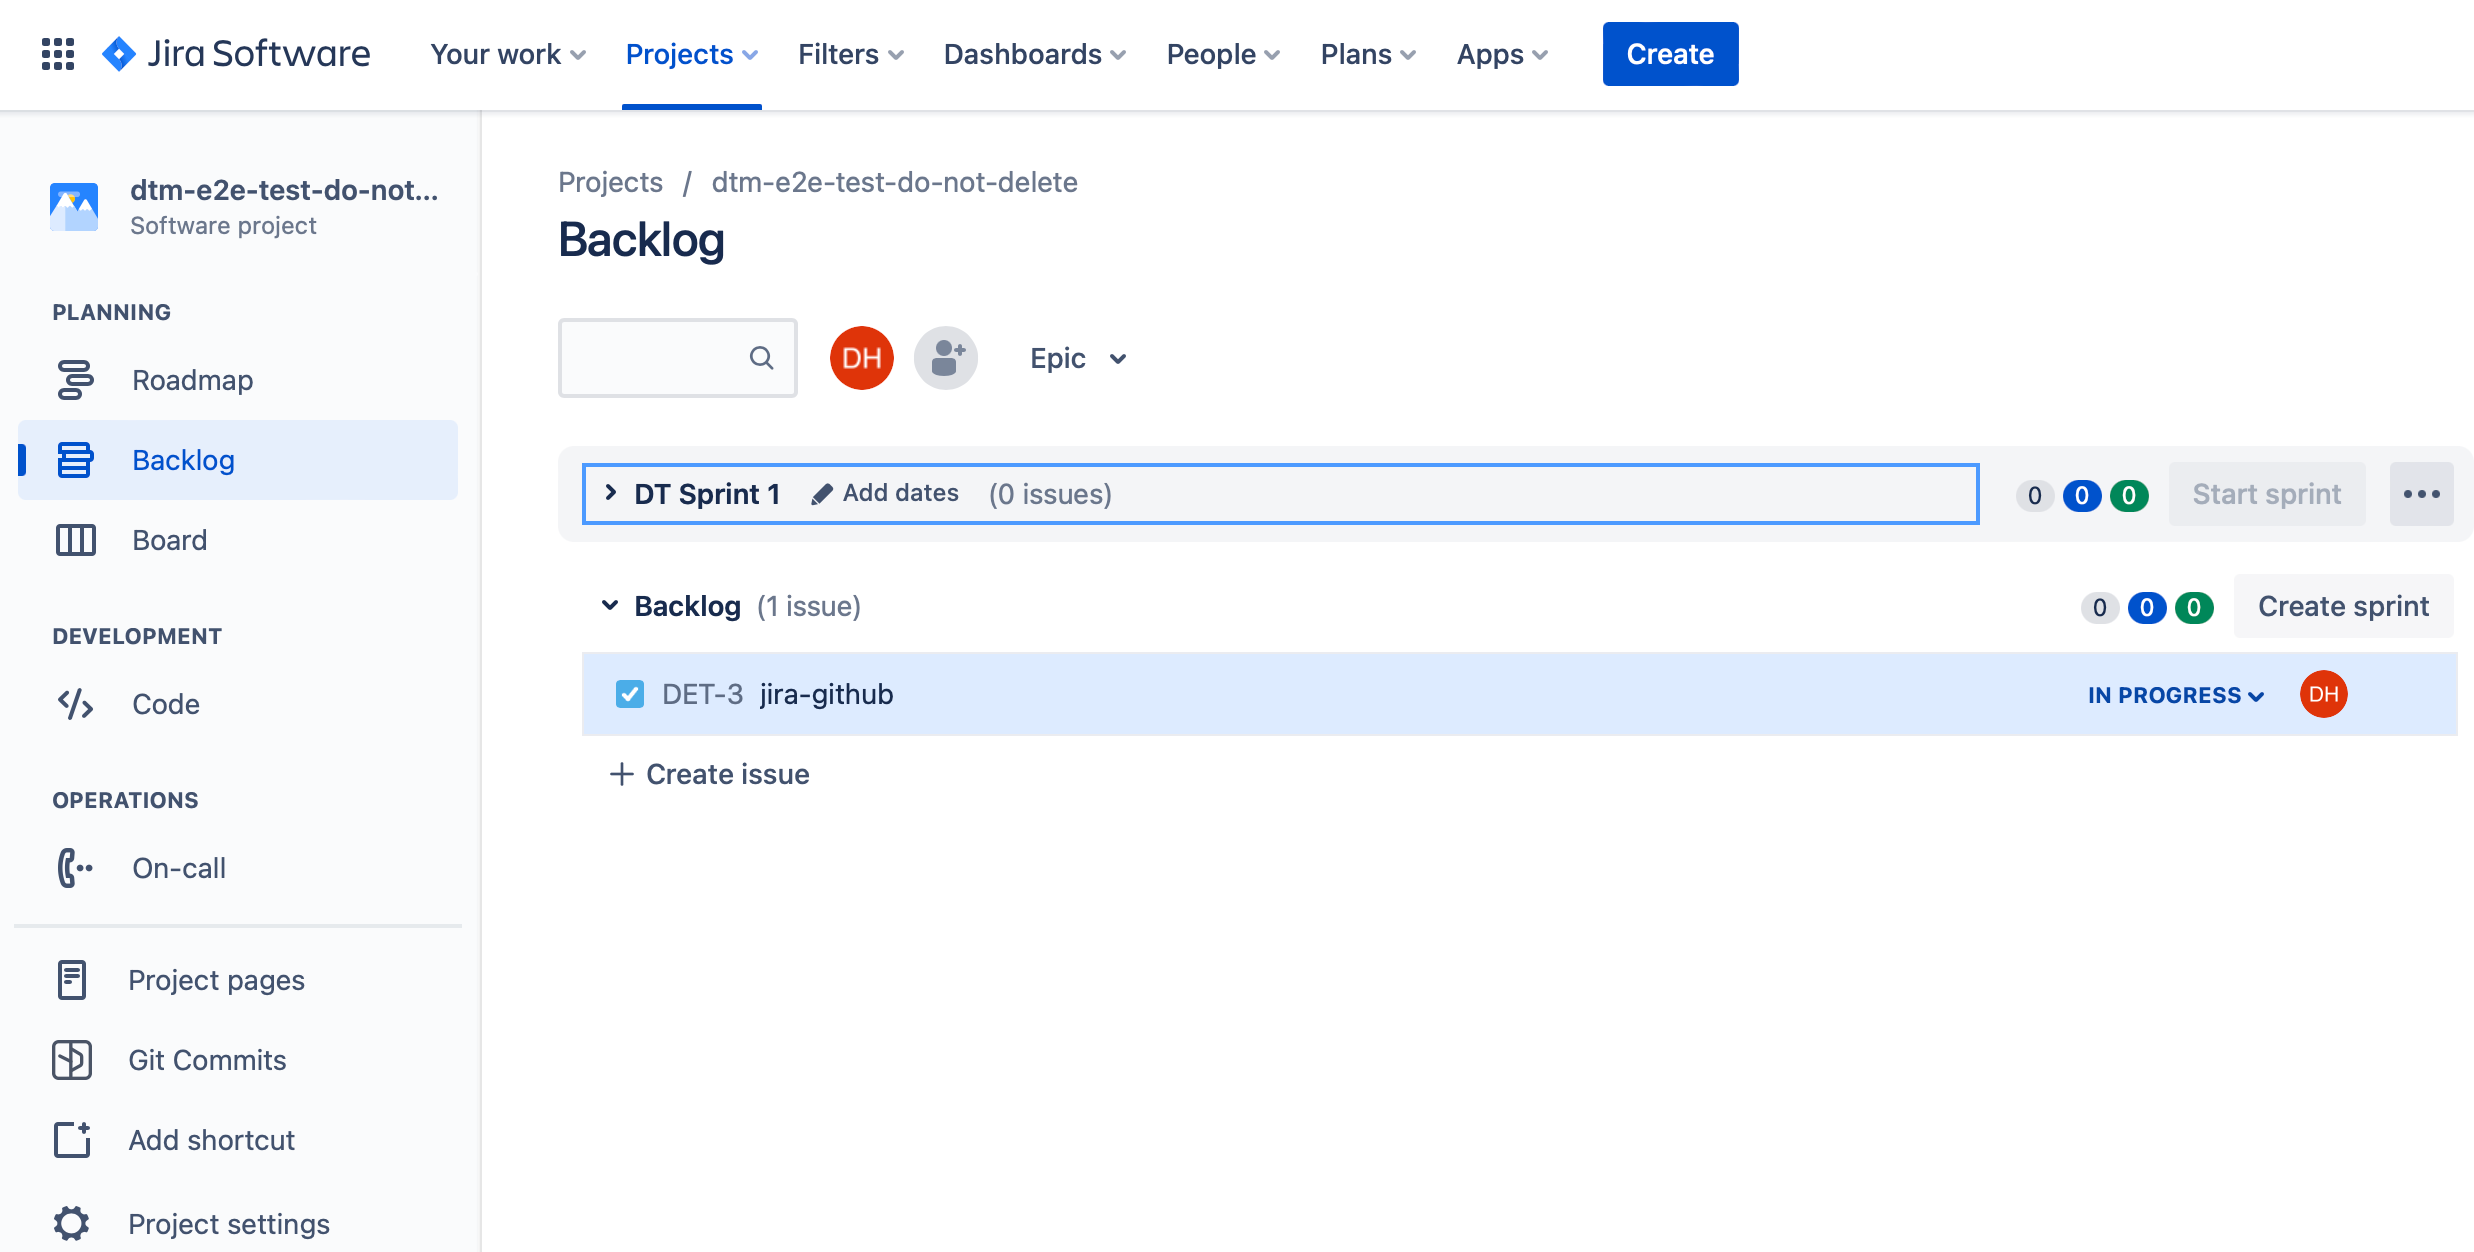 Jira Software Your work Projects Filters Dashboards People Plans Apps Create
dtm-e2e-test-do-not...
Software project
PLANNING
Roadmap
Backlog
Board
DEVELOPMENT
Code
OPERATIONS
On-call
Project pages
Git Commits
Add shortcut
Project settings
Projects / dtm-e2e-test-do-not-delete
Backlog
DH Epic
DT Sprint 1 Add dates (0 issues) 0 0 0 Start sprint
Backlog (1 issue) 0 0 0 Create sprint
DET-3 jira-github IN PROGRESS DH
Create issue